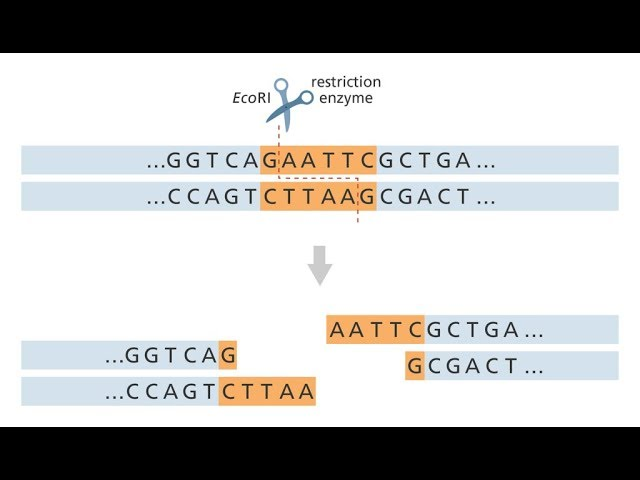 EcoRI restriction enzyme
...GGTCAGAATTCGCTGA...
...CCAGTCTTAAGCGACT...
AATTCGCTGA...
...GGTCAG
GCGACT...
...CCAGTCTTAA